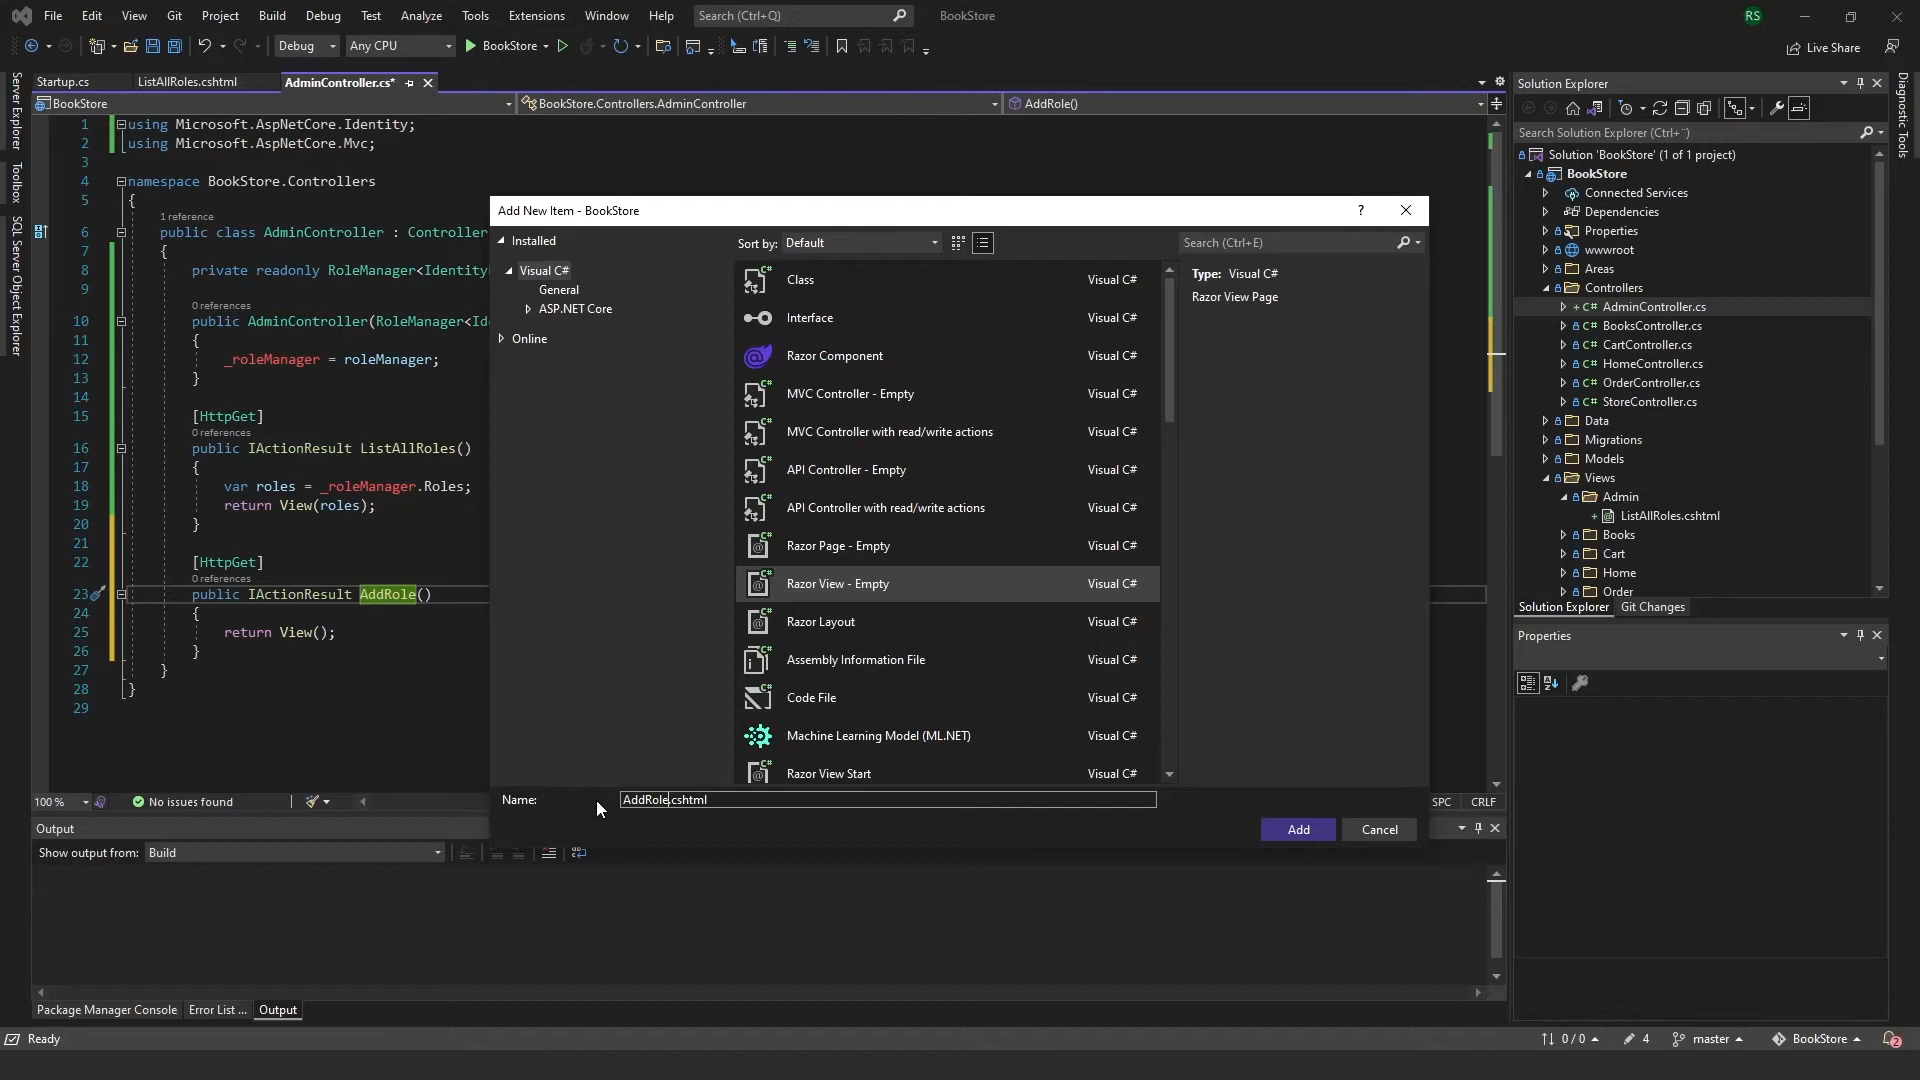 File Edit View Git Project Build Debug Test Analyze Tools Extensions Window Help Search (Ctrl+Q) BookStore RS
Debug Any CPU BookStore Live Share
Server Explorer
Toolbox
SQL Server Object Explorer
Startup.cs ListAllRoles.cshtml AdminController.cs*
BookStore BookStore.Controllers.AdminController AddRole()
1 using Microsoft.AspNetCore.Identity;
2 using Microsoft.AspNetCore.Mvc;
3
4 namespace BookStore.Controllers
5 {
1 reference
6 public class AdminController : Controller
7 {
8 private readonly RoleManager<Identity
9
0 references
10 public AdminController(RoleManager<Ide
11 {
12 _roleManager = roleManager;
13 }
14
15 [HttpGet]
0 references
16 public IActionResult ListAllRoles()
17 {
18 var roles = _roleManager.Roles;
19 return View(roles);
20 }
21
22 [HttpGet]
0 references
23 public IActionResult AddRole()
24 {
25 return View();
26 }
27 }
28 }
29
100 % No issues found SPC CRLF
Add New Item - BookStore ?
Installed
Visual C#
General
ASP.NET Core
Online
Sort by: Default
Search (Ctrl+E)
Class Visual C#
Interface Visual C#
Razor Component Visual C#
MVC Controller - Empty Visual C#
MVC Controller with read/write actions Visual C#
API Controller - Empty Visual C#
API Controller with read/write actions Visual C#
Razor Page - Empty Visual C#
Razor View - Empty Visual C#
Razor Layout Visual C#
Assembly Information File Visual C#
Code File Visual C#
Machine Learning Model (ML.NET) Visual C#
Razor View Start Visual C#
Type: Visual C#
Razor View Page
Name: AddRole.cshtml
Add Cancel
Output
Show output from: Build
Package Manager Console Error List ... Output
Solution Explorer
Search Solution Explorer (Ctrl+¨)
Solution 'BookStore' (1 of 1 project)
BookStore
Connected Services
Dependencies
Properties
wwwroot
Areas
Controllers
+ C# AdminController.cs
C# BooksController.cs
C# CartController.cs
C# HomeController.cs
C# OrderController.cs
C# StoreController.cs
Data
Migrations
Models
Views
Admin
+ ListAllRoles.cshtml
Books
Cart
Home
Order
Solution Explorer Git Changes
Properties
Diagnostic Tools
Ready 0 / 0 4 master BookStore 2